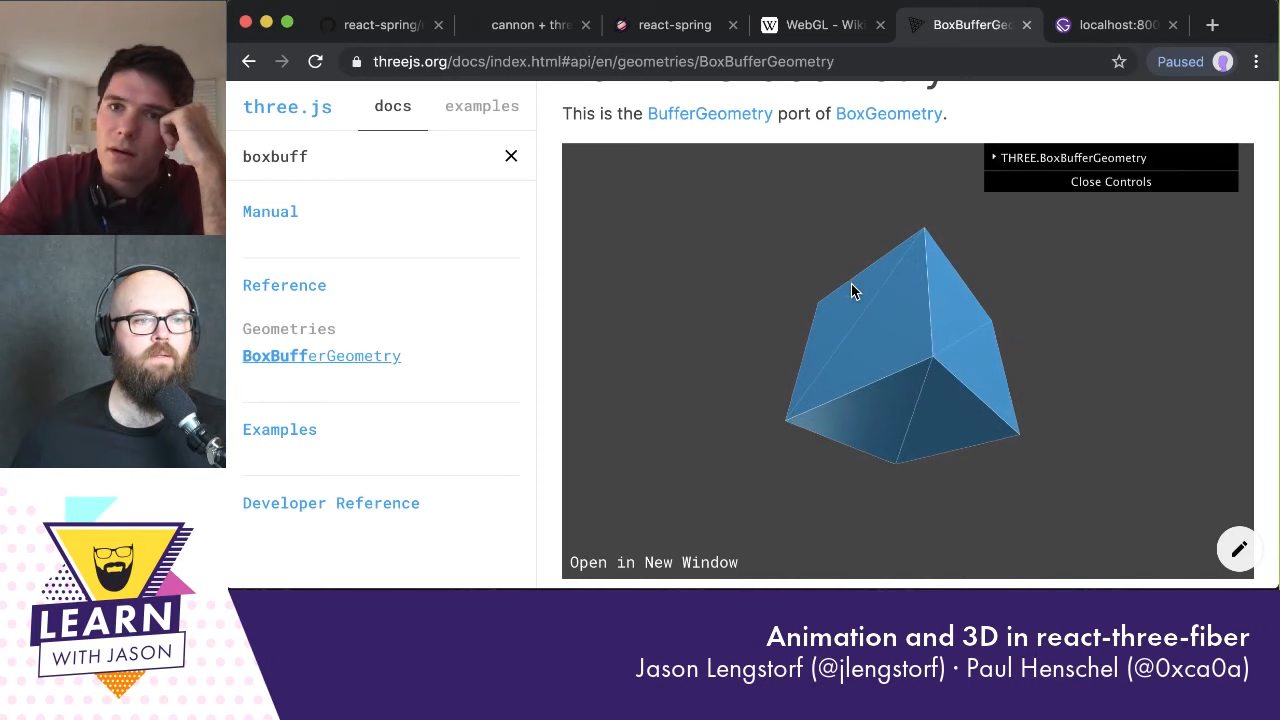 react-spring/
cannon + thre
react-spring
WebGL - Wiki
BoxBufferGeo
localhost:800
threejs.org/docs/index.html#api/en/geometries/BoxBufferGeometry
Paused
three.js
docs
examples
boxbuff
Manual
Reference
Geometries
BoxBufferGeometry
Examples
Developer Reference
This is the BufferGeometry port of BoxGeometry.
THREE.BoxBufferGeometry
Close Controls
Open in New Window
LEARN
WITH JASON
Animation and 3D in react-three-fiber
Jason Lengstorf (@jlengstorf) · Paul Henschel (@0xca0a)